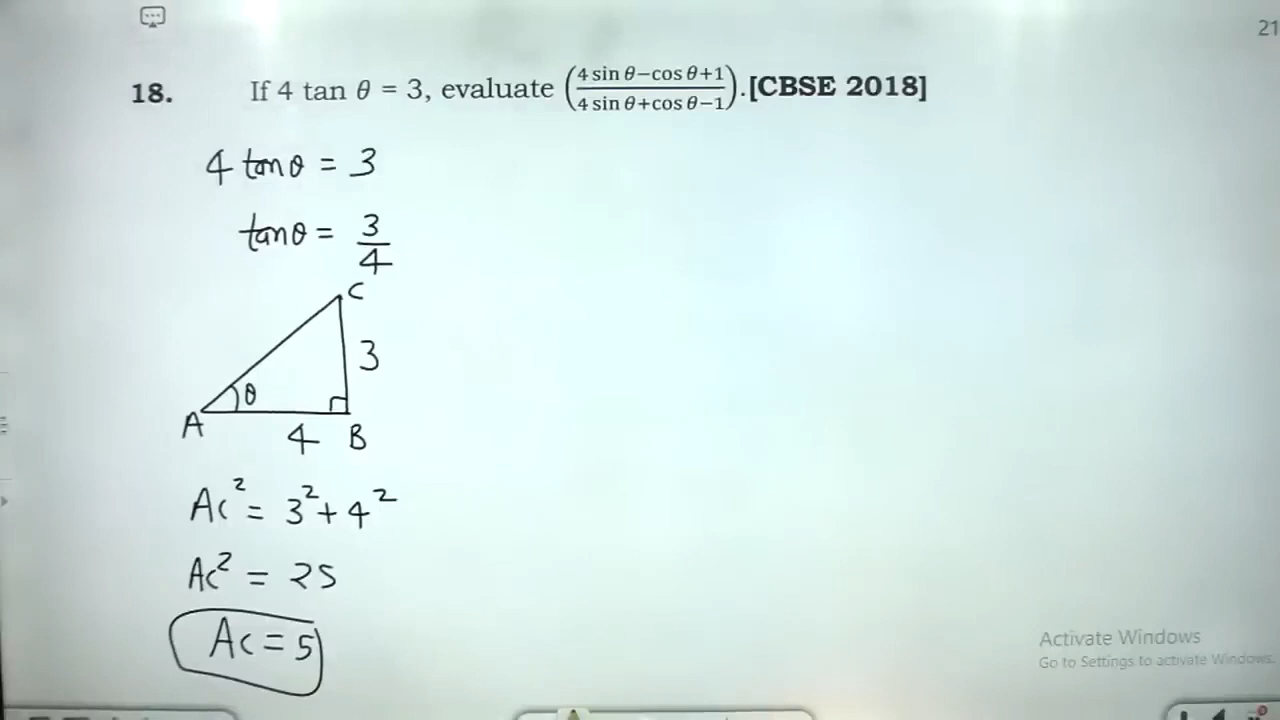 21
18. If 4 tan θ = 3, evaluate (4 sin θ−cos θ+1 / 4 sin θ+cos θ−1).[CBSE 2018]
4 tanθ = 3
tanθ = 3/4
C
3
θ
A
4 B
AC² = 3²+4²
AC² = 25
AC = 5
Activate Windows
Go to Settings to activate Windows.